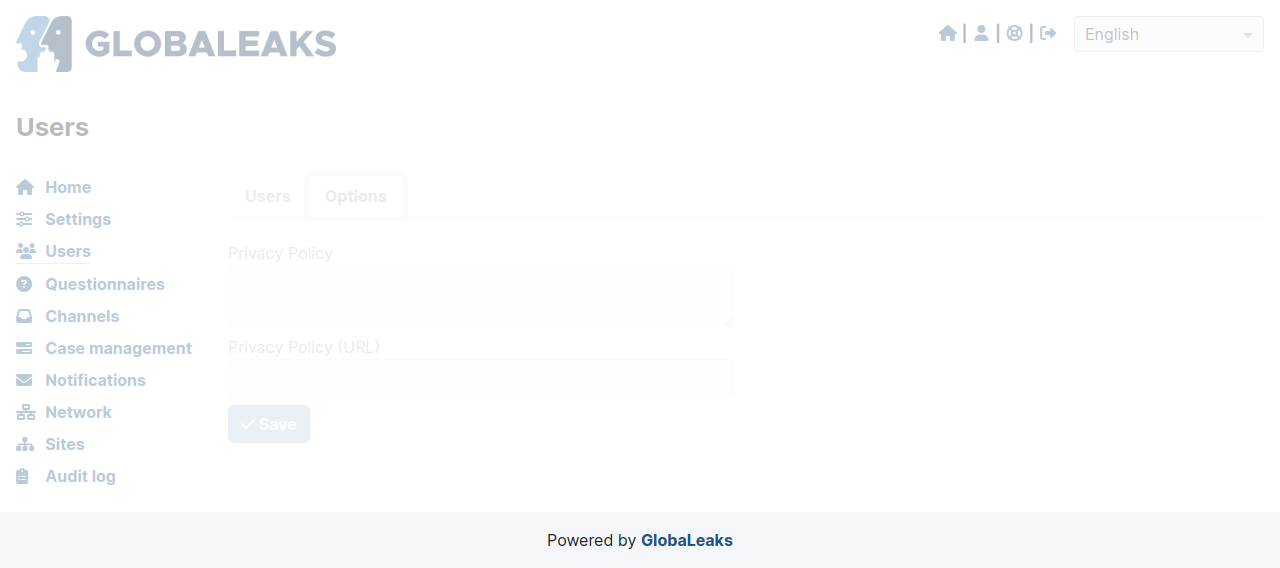 GLOBALEAKS
| | |
English
Users
Home
Settings
Users
Questionnaires
Channels
Case management
Notifications
Network
Sites
Audit log
Users
Options
Privacy Policy
Privacy Policy (URL)
Save
Powered by GlobaLeaks